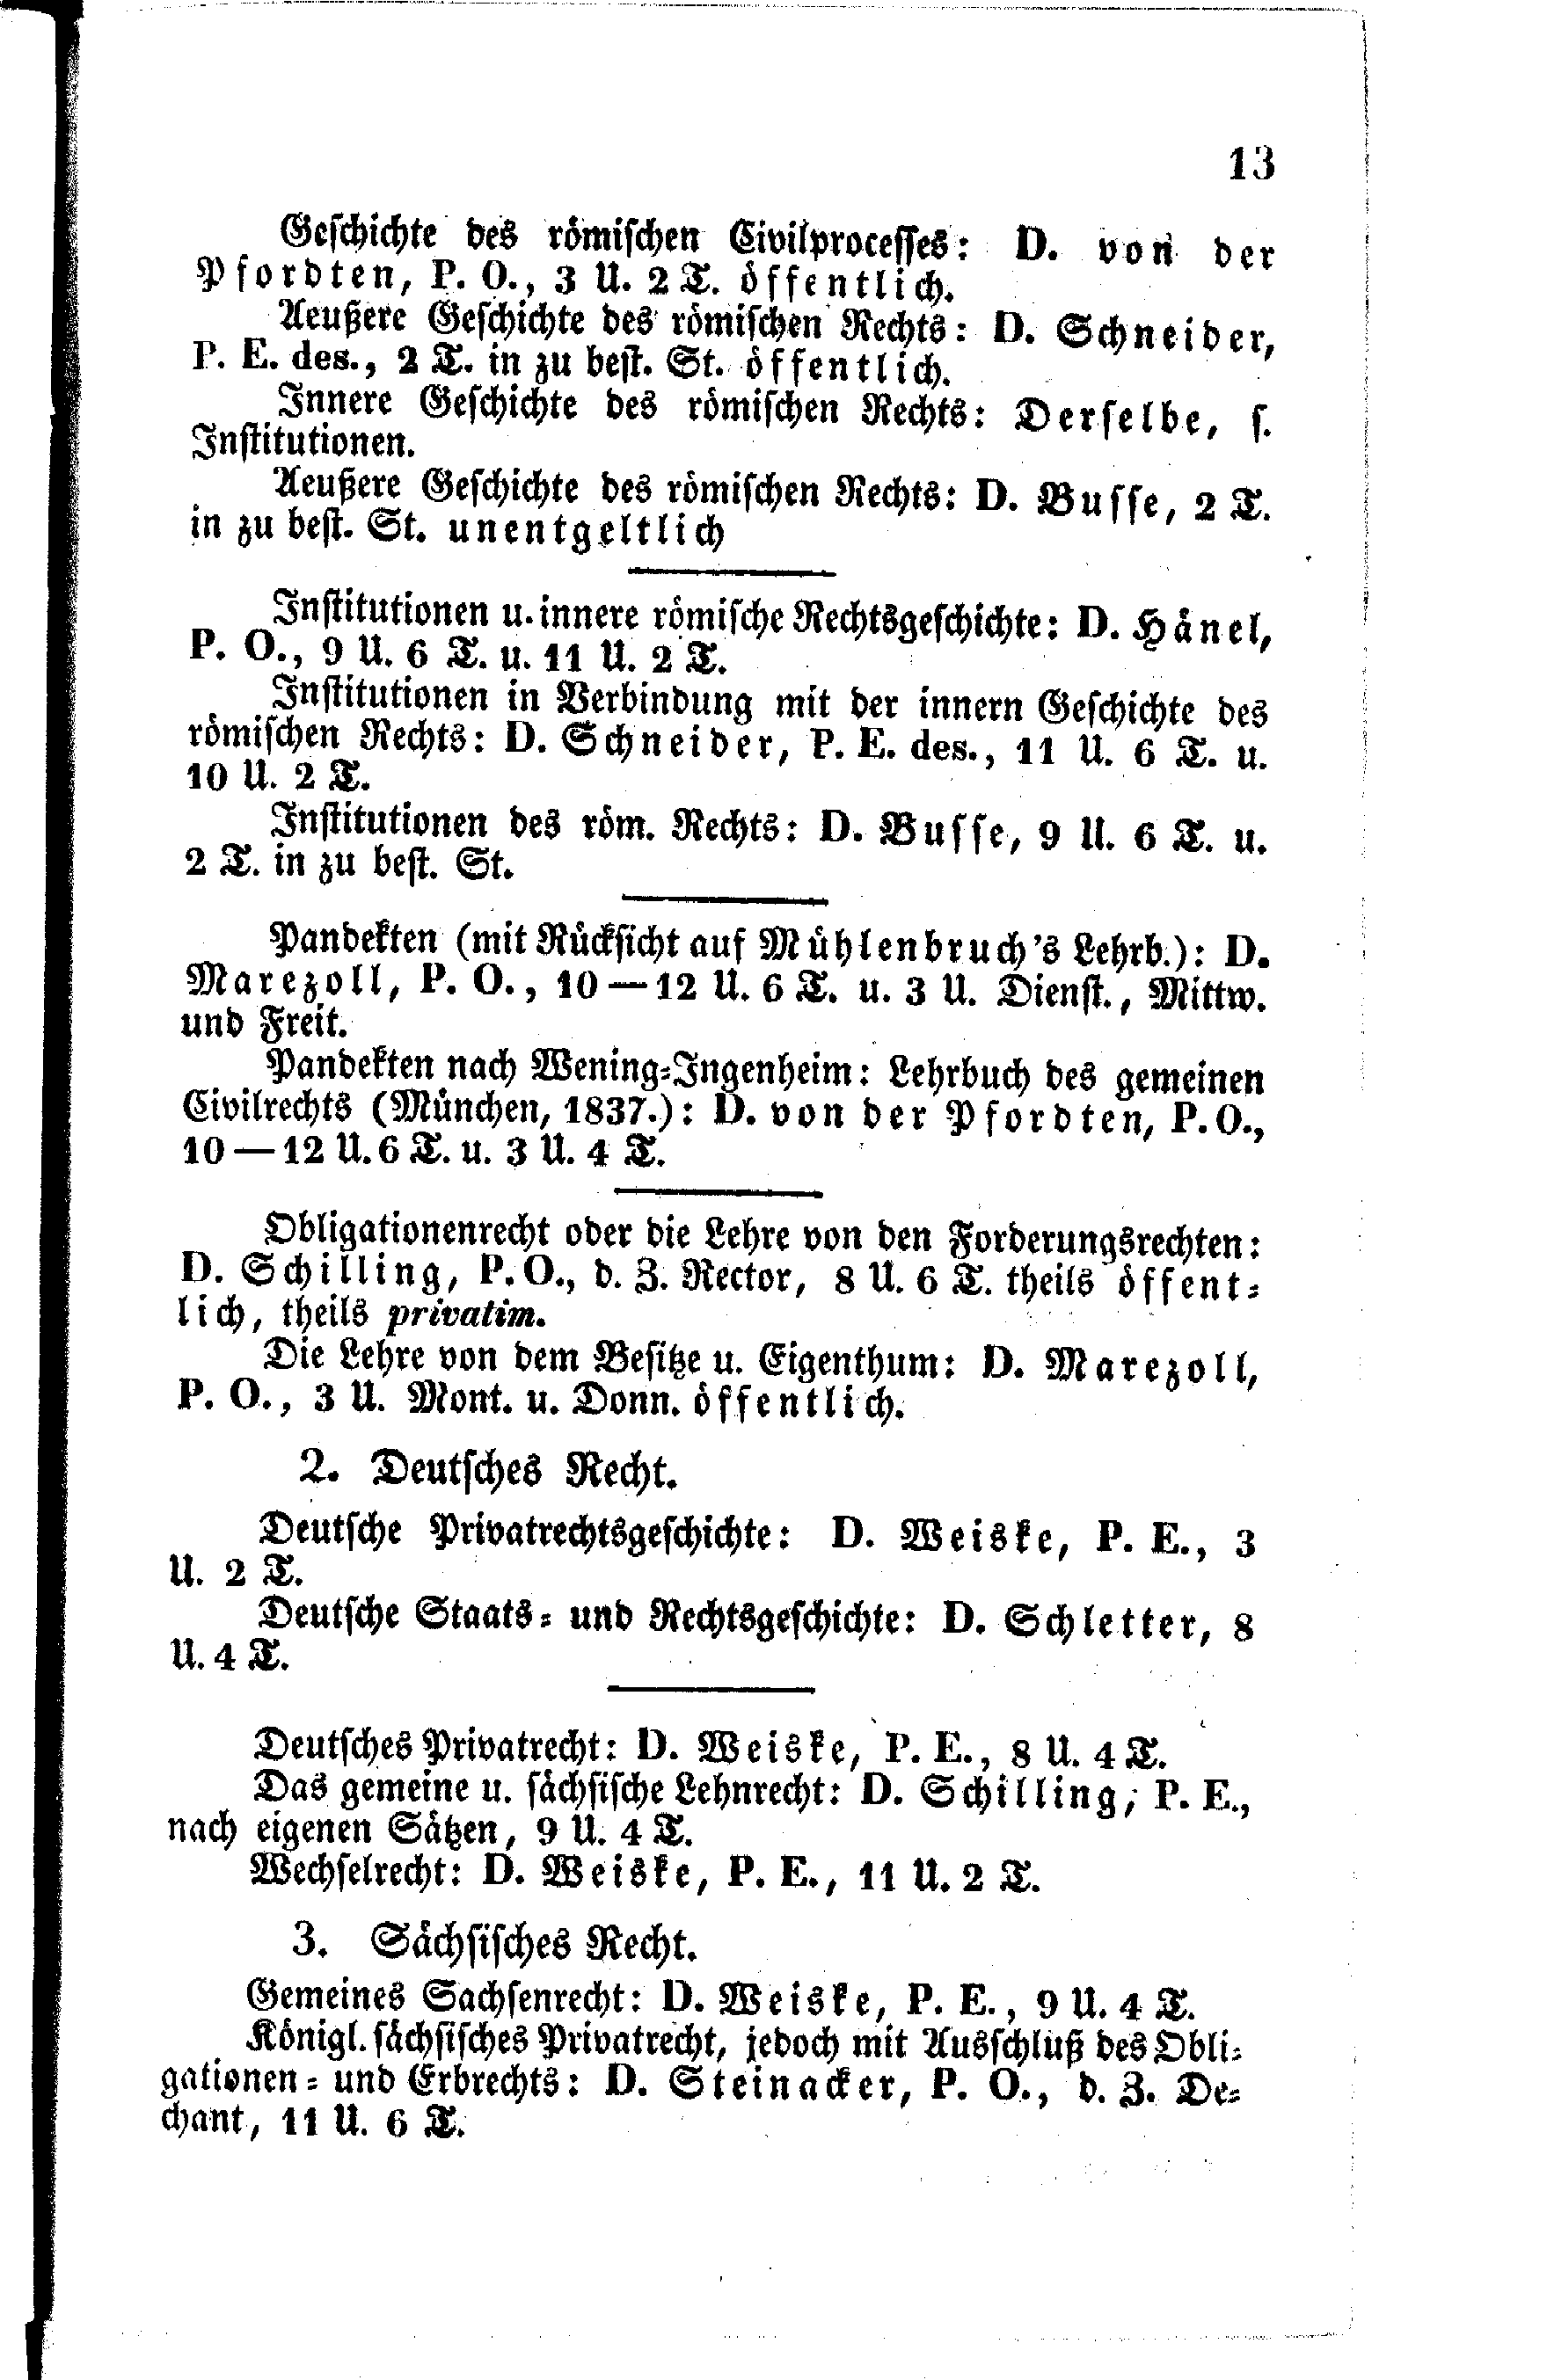 13
Geschichte des römischen Civilprocesses: D. von der
Pfordten, P. O., 3 U. 2 T. öffentlich.
Aeußere Geschichte des römischen Rechts: D. Schneider,
P. E. des., 2 T. in zu best. St. öffentlich.
Innere Geschichte des römischen Rechts: Derselbe, s.
Institutionen.
Aeußere Geschichte des römischen Rechts: D. Busse, 2 T.
in zu best. St. unentgeltlich
Institutionen u. innere römische Rechtsgeschichte: D. Hänel,
P. O., 9 U. 6 T. u. 11 U. 2 T.
Institutionen in Verbindung mit der innern Geschichte des
römischen Rechts: D. Schneider, P. E. des., 11 U. 6 T. u.
10 U. 2 T.
Institutionen des röm. Rechts: D. Busse, 9 U. 6 T. u.
2 T. in zu best. St.
Pandekten (mit Rücksicht auf Mühlenbruch's Lehrb.): D.
Marezoll, P. O., 10—12 U. 6 T. u. 3 U. Dienst., Mittw.
und Freit.
Pandekten nach Wening-Ingenheim: Lehrbuch des gemeinen
Civilrechts (München, 1837.): D. von der Pfordten, P. O.,
10—12 U. 6 T. u. 3 U. 4 T.
Obligationenrecht oder die Lehre von den Forderungsrechten:
D. Schilling, P. O., d. Z. Rector, 8 U. 6 T. theils öffent-
lich, theils privatim.
Die Lehre von dem Besitze u. Eigenthum: D. Marezoll,
P. O., 3 U. Mont. u. Donn. öffentlich.
2. Deutsches Recht.
Deutsche Privatrechtsgeschichte: D. Weiske, P. E., 3
U. 2 T.
Deutsche Staats- und Rechtsgeschichte: D. Schletter, 8
U. 4 T.
Deutsches Privatrecht: D. Weiske, P. E., 8 U. 4 T.
Das gemeine u. sächsische Lehnrecht: D. Schilling, P. E.,
nach eigenen Sätzen, 9 U. 4 T.
Wechselrecht: D. Weiske, P. E., 11 U. 2 T.
3. Sächsisches Recht.
Gemeines Sachsenrecht: D. Weiske, P. E., 9 U. 4 T.
Königl. sächsisches Privatrecht, jedoch mit Ausschluß des Obli-
gationen- und Erbrechts: D. Steinacker, P. O., d. Z. De-
chant, 11 U. 6 T.